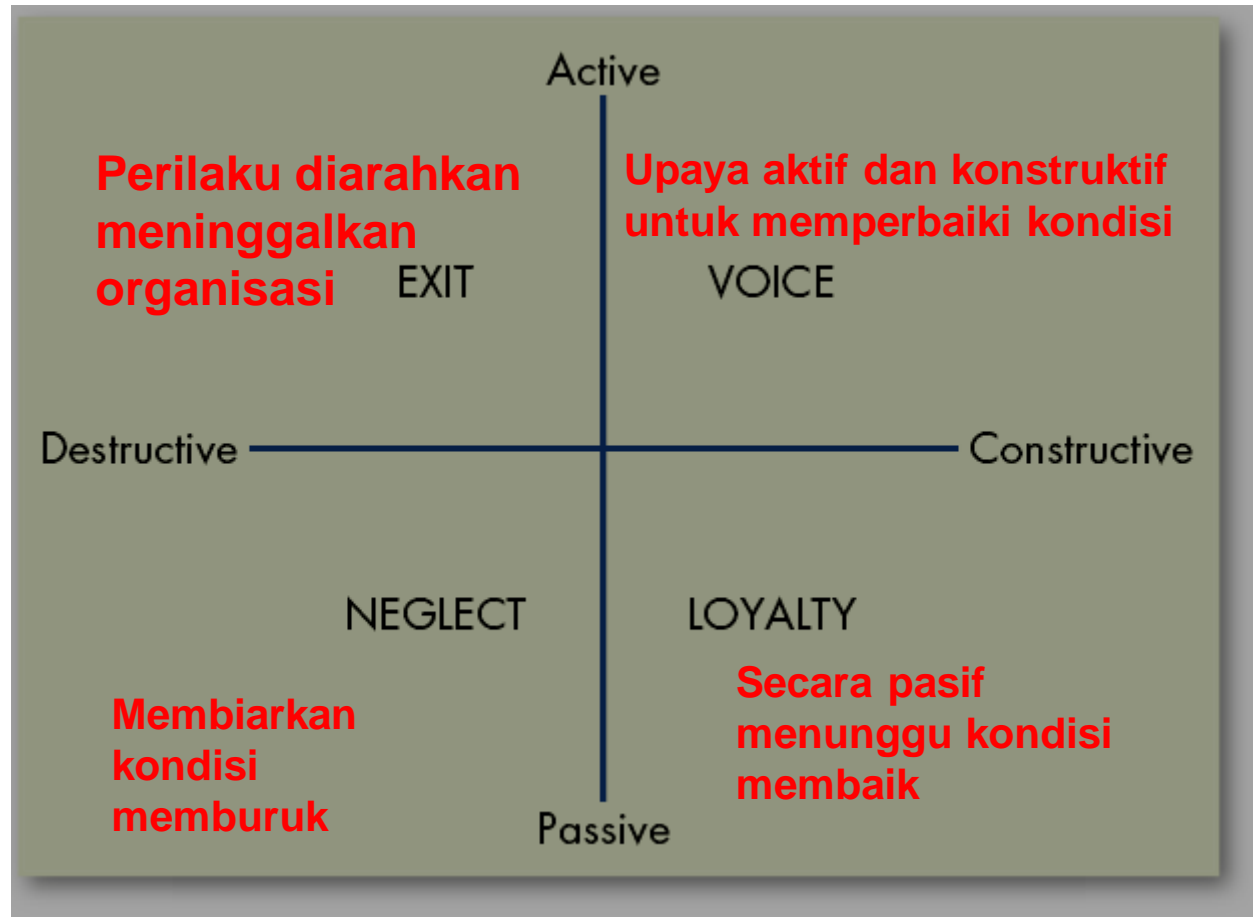 Active
Perilaku diarahkan
meninggalkan
organisasi
EXIT
Upaya aktif dan konstruktif
untuk memperbaiki kondisi
VOICE
Destructive
Constructive
NEGLECT
Membiarkan
kondisi
memburuk
LOYALTY
Secara pasif
menunggu kondisi
membaik
Passive